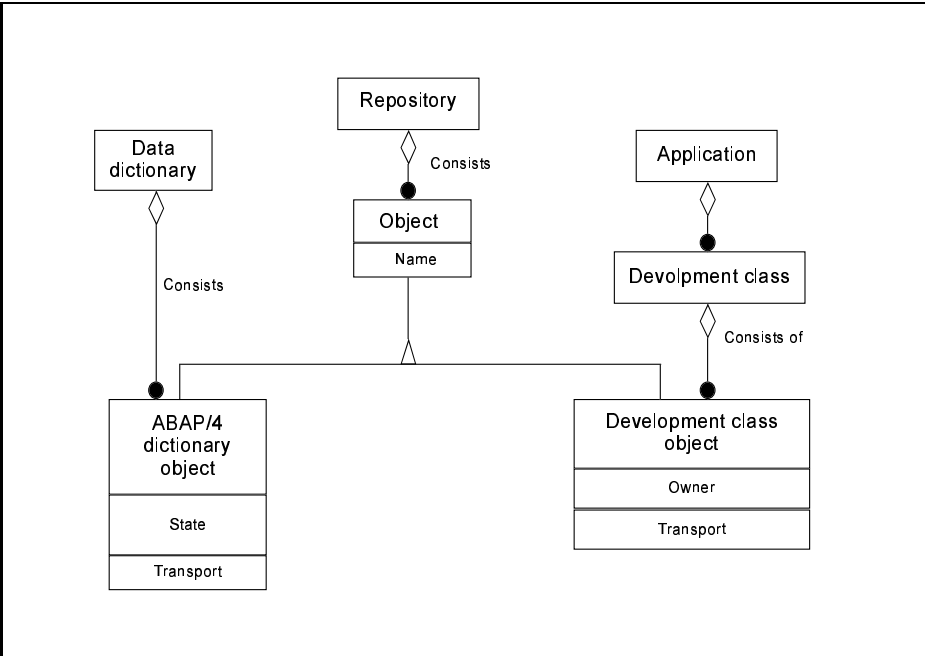 Repository
Consists
Data
dictionary
Application
Object
Name
Devolpment class
Consists
Consists of
ABAP/4
dictionary
object
State
Transport
Development class
object
Owner
Transport